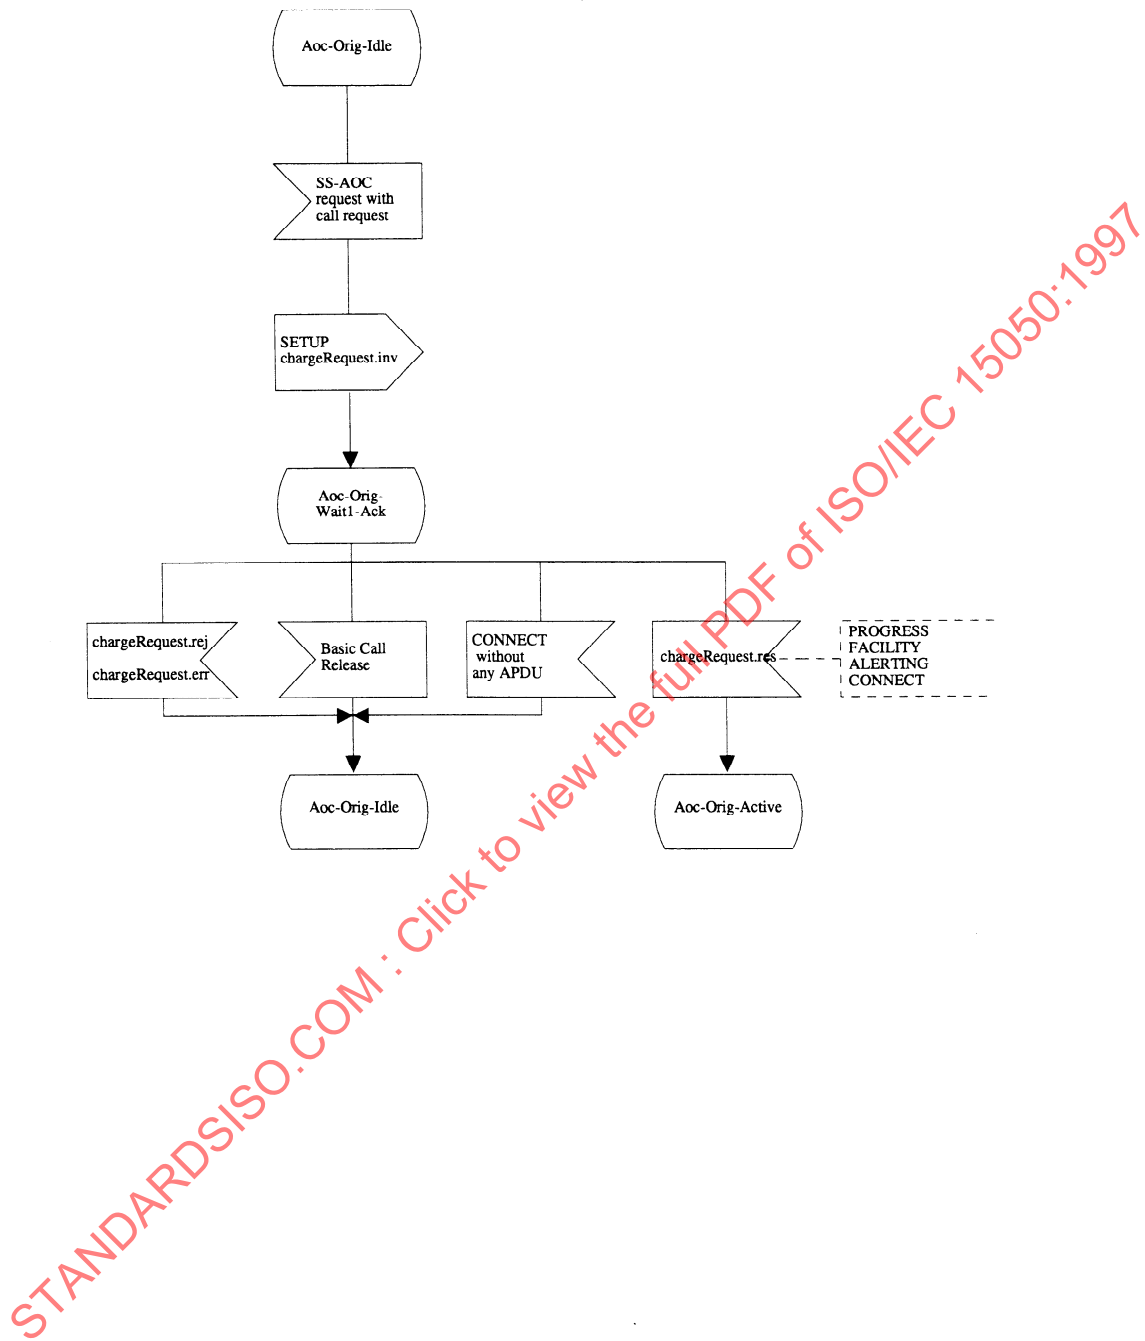 Aoc-Orig-Idle
SS-AOC
request with
call request
SETUP
chargeRequest.inv
Aoc-Orig-
Wait1-Ack
chargeRequest.rej
chargeRequest.err
Basic Call
Release
CONNECT
without
any APDU
chargeRequest.res
PROGRESS
FACILITY
ALERTING
CONNECT
Aoc-Orig-Idle
Aoc-Orig-Active
STANDARDSISO.COM : Click to view the full PDF of ISO/IEC 15050:1997